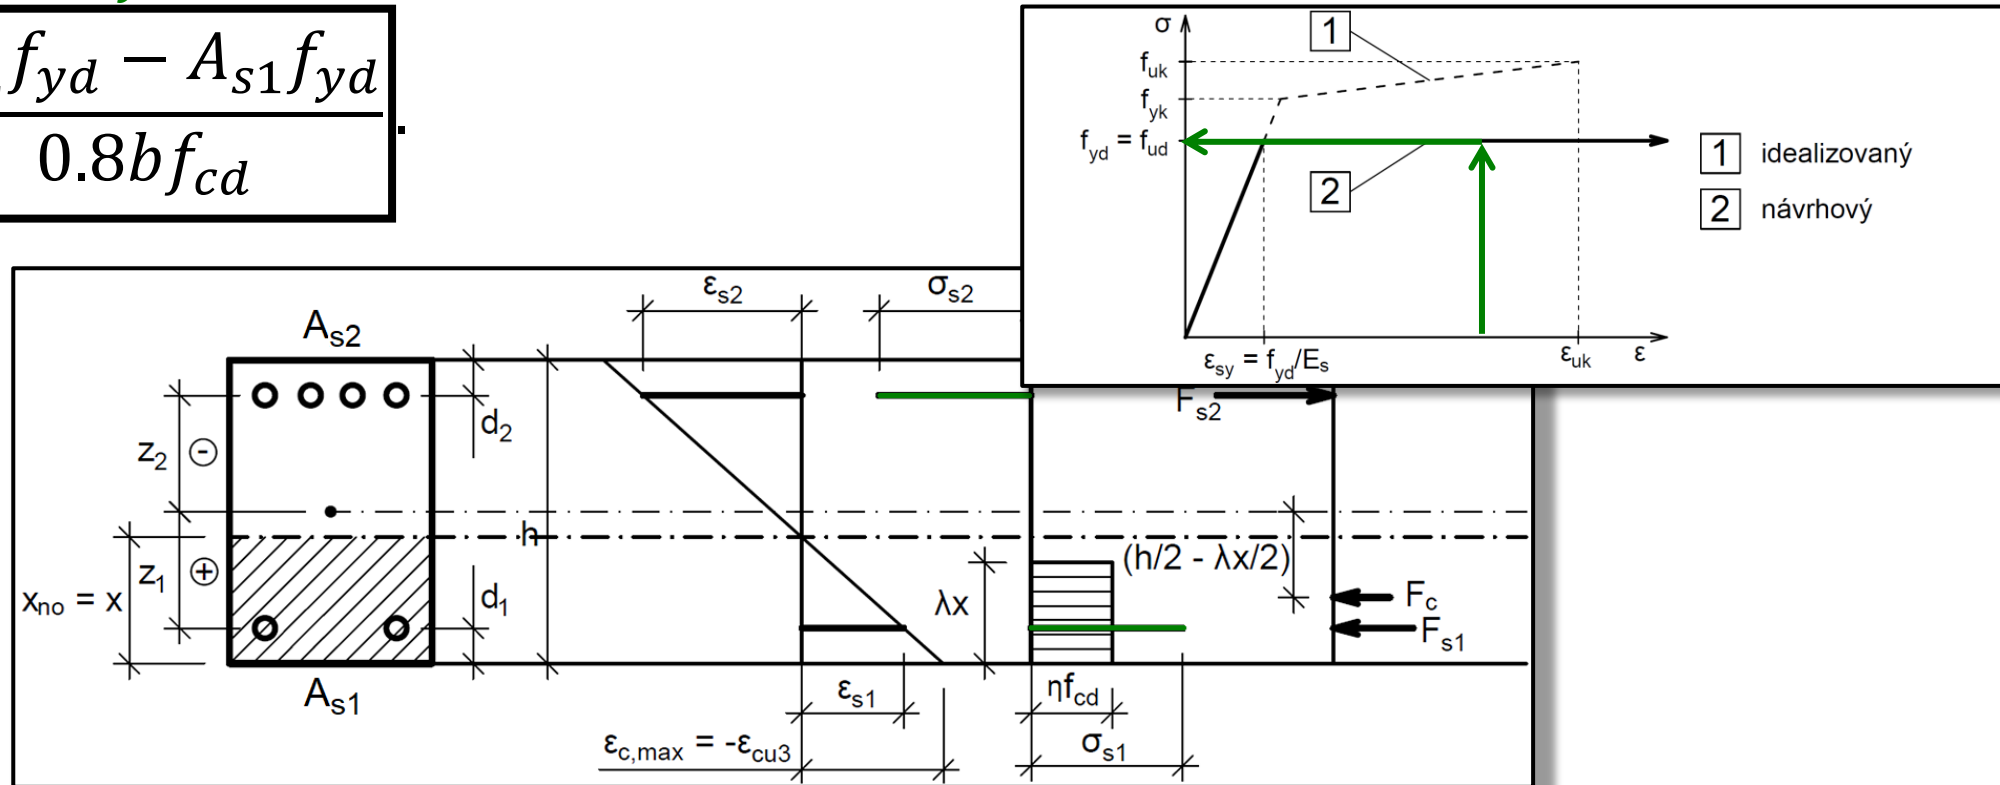 f_yd − A_s1 f_yd
0.8bf_cd
.
σ
1
f_uk
f_yk
f_yd = f_ud
2
ε_sy = f_yd/E_s
ε_uk
ε
1 idealizovaný
2 návrhový
ε_s2
σ_s2
A_s2
d_2
F_s2
z_2
-
h
(h/2 - λx/2)
z_1
+
x_no = x
d_1
λx
F_c
F_s1
A_s1
ε_s1
ηf_cd
ε_c,max = -ε_cu3
σ_s1